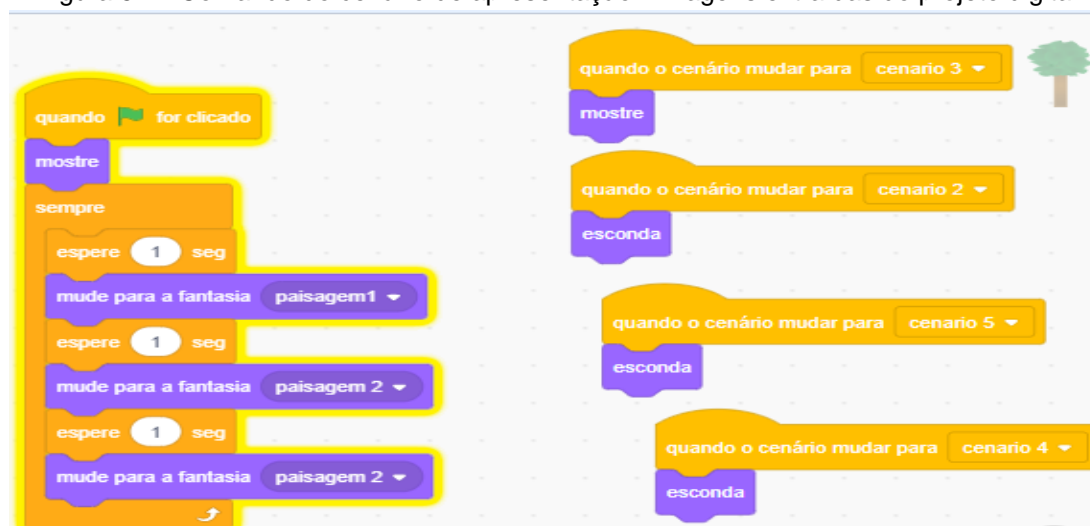 quando for clicado
mostre
sempre
espere 1 seg
mude para a fantasia paisagem1
espere 1 seg
mude para a fantasia paisagem 2
espere 1 seg
mude para a fantasia paisagem 2
quando o cenário mudar para cenario 3
mostre
quando o cenário mudar para cenario 2
esconda
quando o cenário mudar para cenario 5
esconda
quando o cenário mudar para cenario 4
esconda